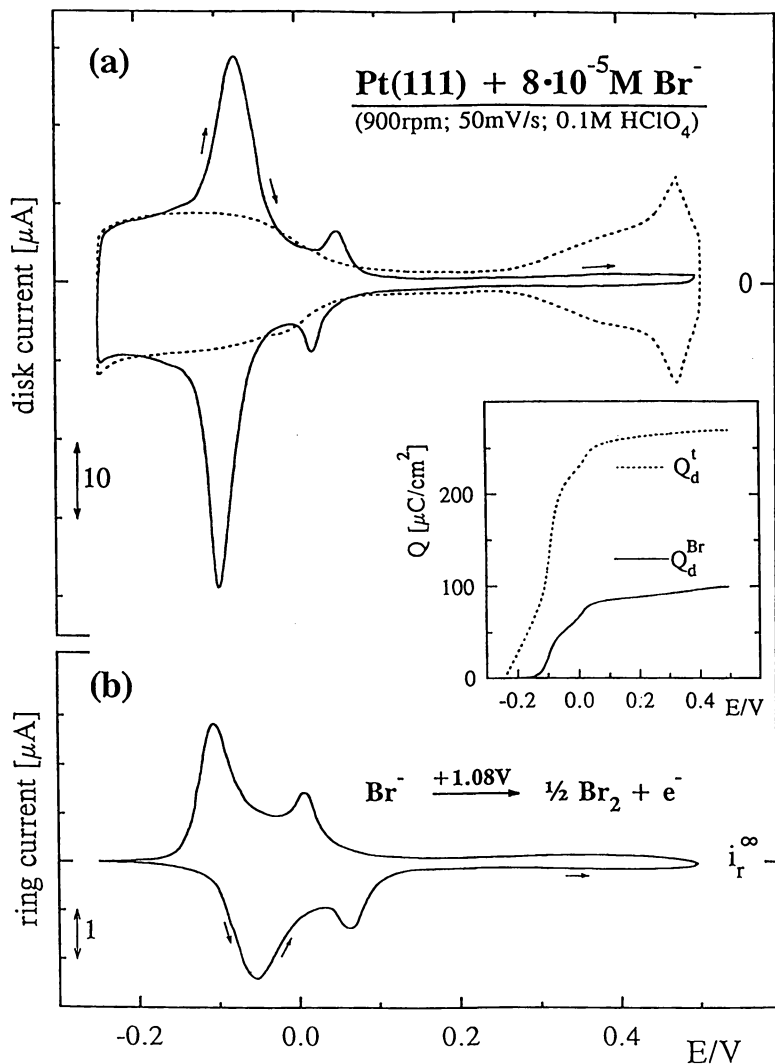 (a)
Pt(111) + 8·10⁻⁵M Br⁻
(900rpm; 50mV/s; 0.1M HClO₄)
disk current [μA]
0
10
Q [μC/cm²]
200
100
0
Q_d^t
Q_d^Br
-0.2 0.0 0.2 0.4 E/V
(b)
ring current [μA]
Br⁻ +1.08V ½ Br₂ + e⁻
i_r^∞
1
-0.2 0.0 0.2 0.4 E/V